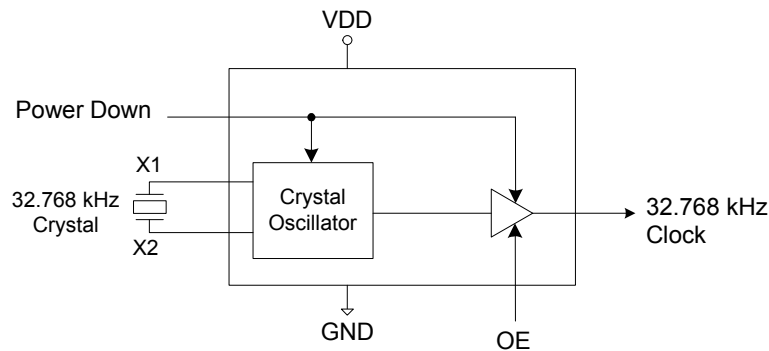 VDD
Power Down
X1
32.768 kHz
Crystal
X2
Crystal
Oscillator
32.768 kHz
Clock
GND
OE